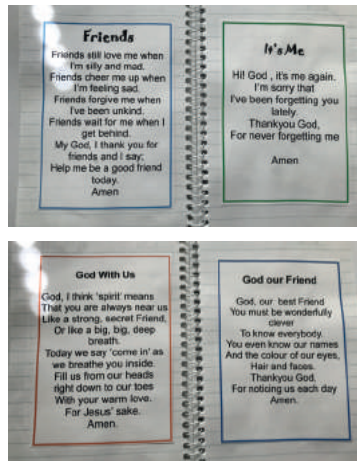 Friends
Friends still love me when
I'm silly and mad.
Friends cheer me up when
I'm feeling sad.
Friends forgive me when
I've been unkind.
Friends wait for me when I
get behind.
My God, I thank you for
friends and I say;
Help me be a good friend
today.
Amen
It's Me
Hi! God , it's me again.
I'm sorry that
I've been forgetting you
lately.
Thankyou God,
For never forgetting me
Amen
God With Us
God, I think 'spirit' means
That you are always near us
Like a strong, secret Friend,
Or like a big, big, deep
breath.
Today we say 'come in' as
we breathe you inside.
Fill us from our heads
right down to our toes
With your warm love.
For Jesus' sake.
Amen.
God our Friend
God, our best Friend
You must be wonderfully
clever
To know everybody.
You even know our names
And the colour of our eyes,
Hair and faces.
Thankyou God,
For noticing us each day
Amen.